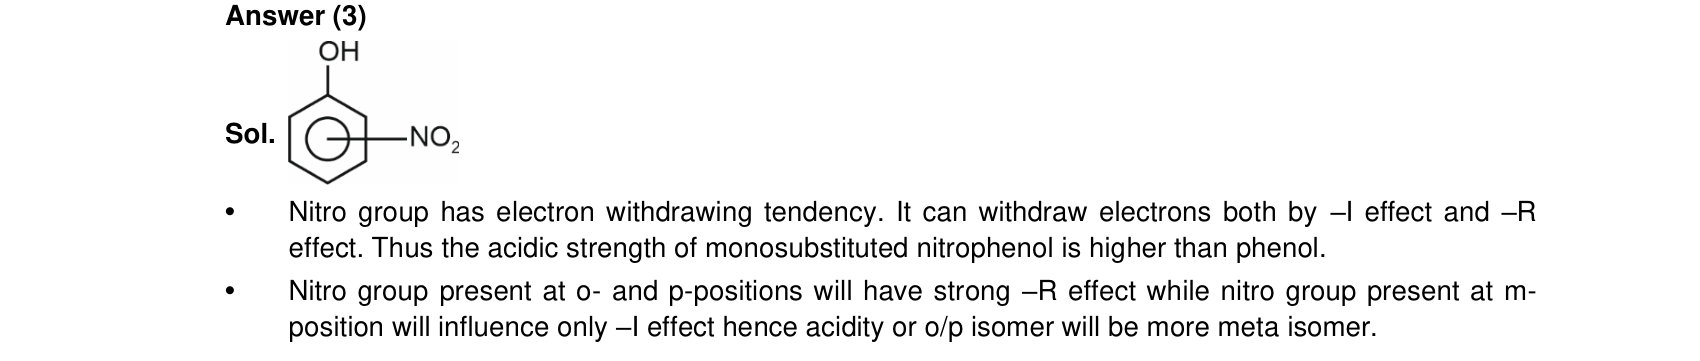 Answer (3)
OH
Sol.
NO2
• Nitro group has electron withdrawing tendency. It can withdraw electrons both by –I effect and –R
effect. Thus the acidic strength of monosubstituted nitrophenol is higher than phenol.
• Nitro group present at o- and p-positions will have strong –R effect while nitro group present at m-
position will influence only –I effect hence acidity or o/p isomer will be more meta isomer.